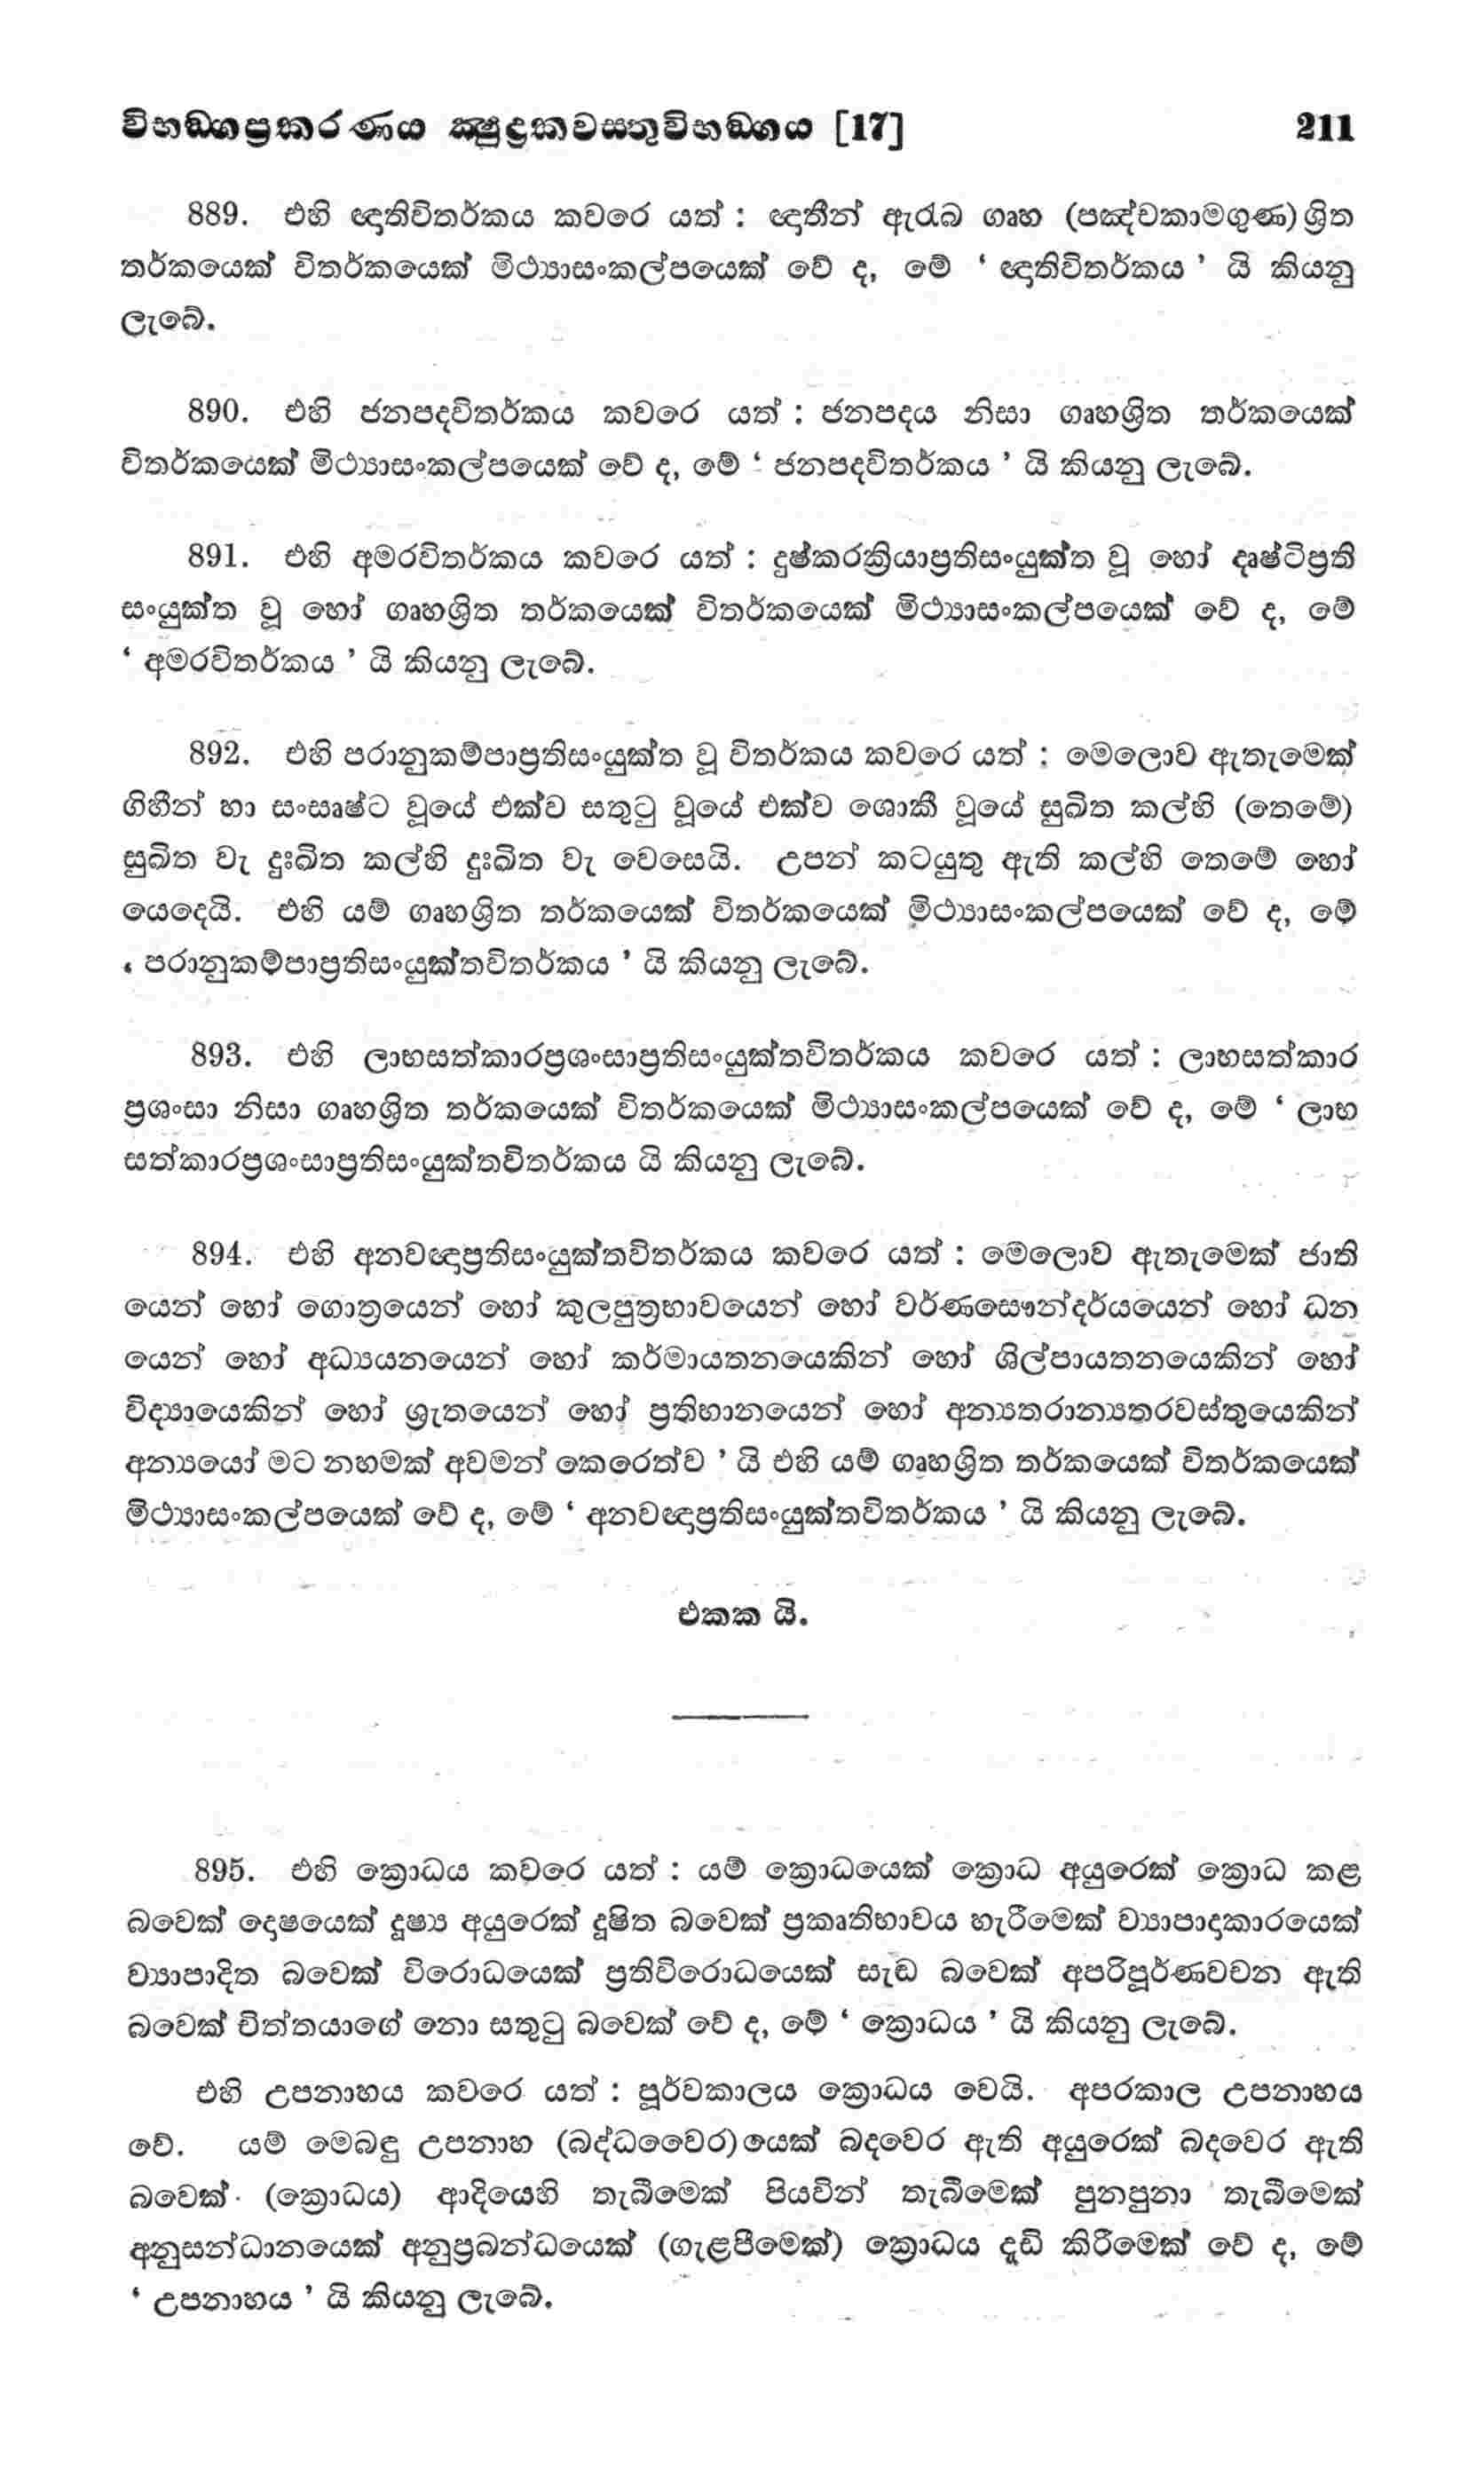 විභඞ්ගප්‍රකරණය ක්‍ෂුද්‍රකවස්තුවිභඞ්ගය [17] 211
889. එහි ඥාතිවිතර්කය කවරෙ යත් : ඥාතීන් ඇරැබ ගෘහ (පඤ්චකාමගුණ) ශ්‍රිත
තර්කයෙක් විතර්කයෙක් මිථ්‍යාසංකල්පයෙක් වේ ද, මේ ‘ ඥාතිවිතර්කය ’ යි කියනු
ලැබේ.
890. එහි ජනපදවිතර්කය කවරෙ යත් : ජනපදය නිසා ගෘහශ්‍රිත තර්කයෙක්
විතර්කයෙක් මිථ්‍යාසංකල්පයෙක් වේ ද, මේ ‘ ජනපදවිතර්කය ’ යි කියනු ලැබේ.
891. එහි අමරවිතර්කය කවරෙ යත් : දුෂ්කරක්‍රියාප්‍රතිසංයුක්ත වූ හෝ දෘෂ්ටිප්‍රති
සංයුක්ත වූ හෝ ගෘහශ්‍රිත තර්කයෙක් විතර්කයෙක් මිථ්‍යාසංකල්පයෙක් වේ ද, මේ
‘ අමරවිතර්කය ’ යි කියනු ලැබේ.
892. එහි පරානුකම්පාප්‍රතිසංයුක්ත වූ විතර්කය කවරෙ යත් : මෙලොව ඇතැමෙක්
ගිහීන් හා සංසෘෂ්ට වූයේ එක්ව සතුටු වූයේ එක්ව ශොකී වූයේ සුඛිත කල්හි (තෙමේ)
සුඛිත වැ දුඃඛිත කල්හි දුඃඛිත වැ වෙසෙයි. උපන් කටයුතු ඇති කල්හි තෙමේ හෝ
යෙදෙයි. එහි යම් ගෘහශ්‍රිත තර්කයෙක් විතර්කයෙක් මිථ්‍යාසංකල්පයෙක් වේ ද, මේ
‘ පරානුකම්පාප්‍රතිසංයුක්තවිතර්කය ’ යි කියනු ලැබේ.
893. එහි ලාභසත්කාරප්‍රශංසාප්‍රතිසංයුක්තවිතර්කය කවරෙ යත් : ලාභසත්කාර
ප්‍රශංසා නිසා ගෘහශ්‍රිත තර්කයෙක් විතර්කයෙක් මිථ්‍යාසංකල්පයෙක් වේ ද, මේ ‘ ලාභ
සත්කාරප්‍රශංසාප්‍රතිසංයුක්තවිතර්කය යි කියනු ලැබේ.
894. එහි අනවඥාප්‍රතිසංයුක්තවිතර්කය කවරෙ යත් : මෙලොව ඇතැමෙක් ජාති
යෙන් හෝ ගොත්‍රයෙන් හෝ කුලපුත්‍රභාවයෙන් හෝ වර්ණසෞන්දර්යයෙන් හෝ ධන
යෙන් හෝ අධ්‍යයනයෙන් හෝ කර්මායතනයෙකින් හෝ ශිල්පායතනයෙකින් හෝ
විද්‍යායෙකින් හෝ ශ්‍රැතයෙන් හෝ ප්‍රතිභානයෙන් හෝ අන්‍යතරාන්‍යතරවස්තුයෙකින්
අන්‍යයෝ මට නහමක් අවමන් කෙරෙත්ව ’ යි එහි යම් ගෘහශ්‍රිත තර්කයෙක් විතර්කයෙක්
මිථ්‍යාසංකල්පයෙක් වේ ද, මේ ‘ අනවඥාප්‍රතිසංයුක්තවිතර්කය ’ යි කියනු ලැබේ.
එකක යි.
895. එහි ක්‍රොධය කවරෙ යත් : යම් ක්‍රොධයෙක් ක්‍රොධ අයුරෙක් ක්‍රොධ කළ
බවෙක් දොෂයෙක් දූෂ්‍ය අයුරෙක් දූෂිත බවෙක් ප්‍රකෘතිභාවය හැරීමෙක් ව්‍යාපාදාකාරයෙක්
ව්‍යාපාදිත බවෙක් විරොධයෙක් ප්‍රතිවිරොධයෙක් සැඬ බවෙක් අපරිපූර්ණවචන ඇති
බවෙක් චිත්තයාගේ නො සතුටු බවෙක් වේ ද, මේ ‘ ක්‍රොධය ’ යි කියනු ලැබේ.
එහි උපනාහය කවරෙ යත් : පූර්වකාලය ක්‍රොධය වෙයි. අපරකාල උපනාහය
වේ. යම් මෙබඳු උපනාහ (බද්ධවෛර) යෙක් බදවෙර ඇති අයුරෙක් බදවෙර ඇති
බවෙක් (ක්‍රොධය) ආදියෙහි තැබීමෙක් පියවින් තැබීමෙක් පුනපුනා තැබීමෙක්
අනුසන්ධානයෙක් අනුප්‍රබන්ධයෙක් (ගැළපීමෙක්) ක්‍රොධය දැඩි කිරීමෙක් වේ ද, මේ
‘ උපනාහය ’ යි කියනු ලැබේ.